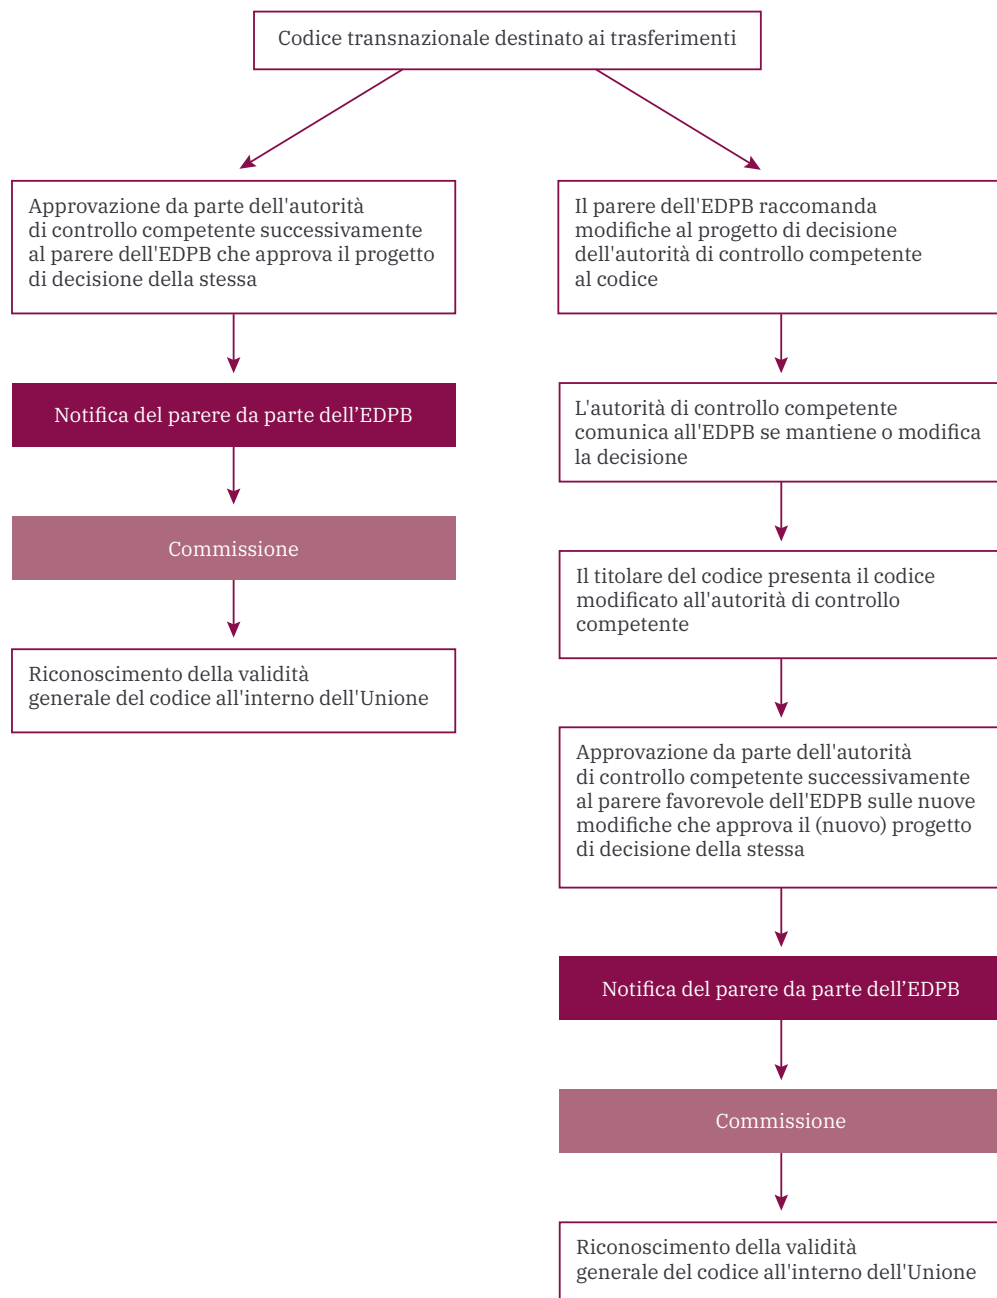 Codice transnazionale destinato ai trasferimenti
Approvazione da parte dell'autorità
di controllo competente successivamente
al parere dell'EDPB che approva il progetto
di decisione della stessa
Notifica del parere da parte dell’EDPB
Commissione
Riconoscimento della validità
generale del codice all'interno dell'Unione
Il parere dell'EDPB raccomanda
modifiche al progetto di decisione
dell'autorità di controllo competente
al codice
L'autorità di controllo competente
comunica all'EDPB se mantiene o modifica
la decisione
Il titolare del codice presenta il codice
modificato all'autorità di controllo
competente
Approvazione da parte dell'autorità
di controllo competente successivamente
al parere favorevole dell'EDPB sulle nuove
modifiche che approva il (nuovo) progetto
di decisione della stessa
Notifica del parere da parte dell’EDPB
Commissione
Riconoscimento della validità
generale del codice all'interno dell'Unione